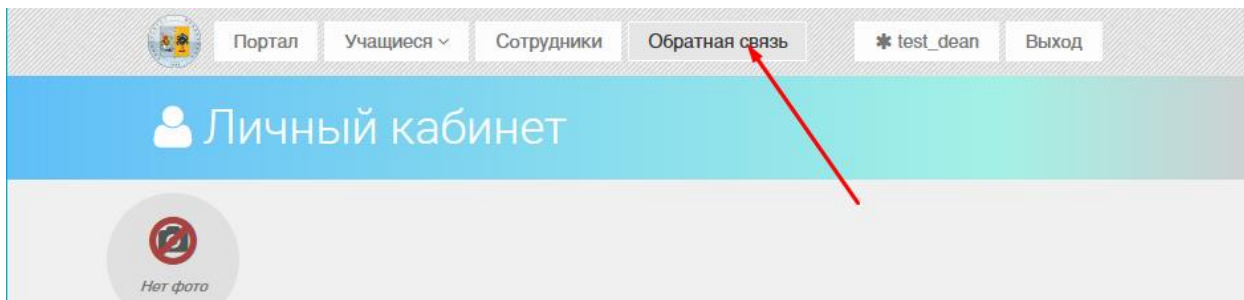 Портал Учащиеся Сотрудники Обратная связь test_dean Выход
Личный кабинет
Нет фото